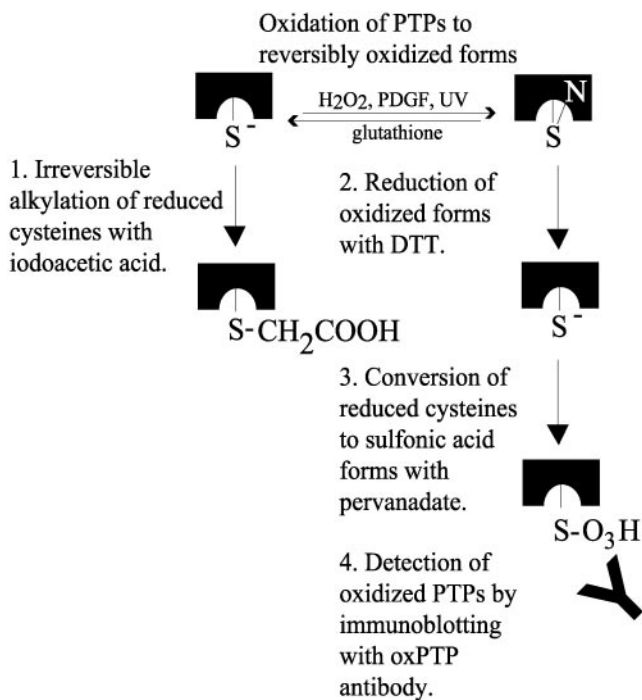 Oxidation of PTPs to
reversibly oxidized forms
N
H2O2, PDGF, UV
S-
S
glutathione
1. Irreversible
alkylation of reduced
cysteines with
iodoacetic acid.
2. Reduction of
oxidized forms
with DTT.
S-CH2COOH
S-
3. Conversion of
reduced cysteines
to sulfonic acid
forms with
pervanadate.
S-O3H
4. Detection of
oxidized PTPs by
immunoblotting
with oxPTP
antibody.